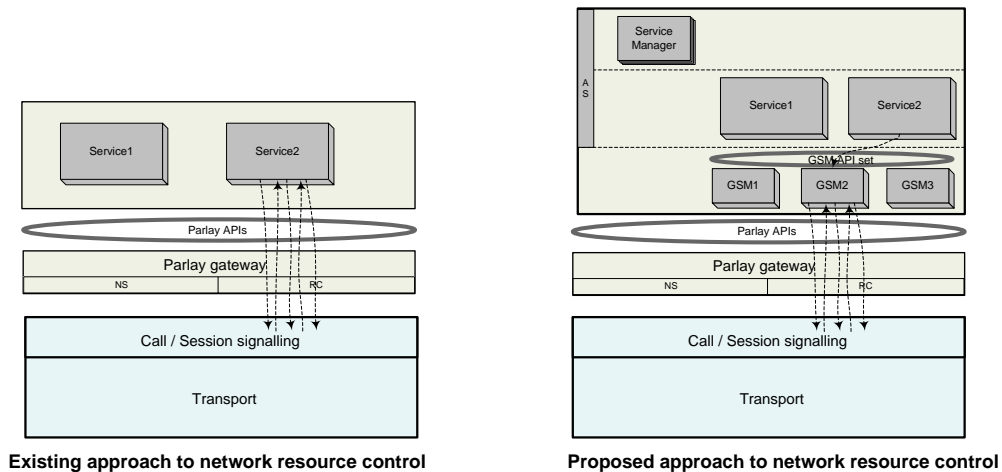 Service1
Service2
Parlay APIs
Parlay gateway
NS
RC
Call / Session signalling
Transport
Existing approach to network resource control
Service
Manager
A
S
Service1
Service2
GSM API set
GSM1
GSM2
GSM3
Parlay APIs
Parlay gateway
NS
RC
Call / Session signalling
Transport
Proposed approach to network resource control